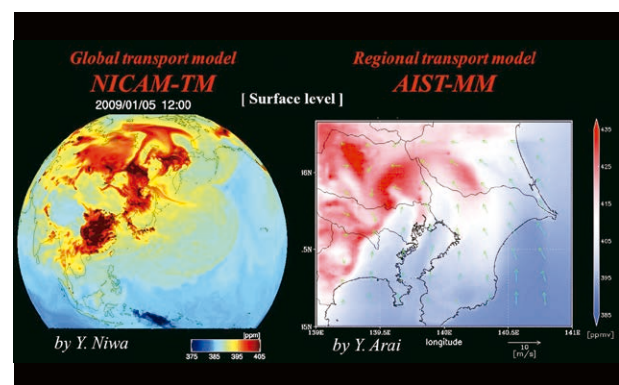 Global transport model
NICAM-TM
2009/01/05 12:00
[ Surface level ]
Regional transport model
AIST-MM
435
425
415
405
395
385
[ppmv]
139E
139.5E
140E
140.5E
141E
longitude
10
[m/s]
[ppm]
375 385 395 405
by Y. Niwa
by Y. Arai